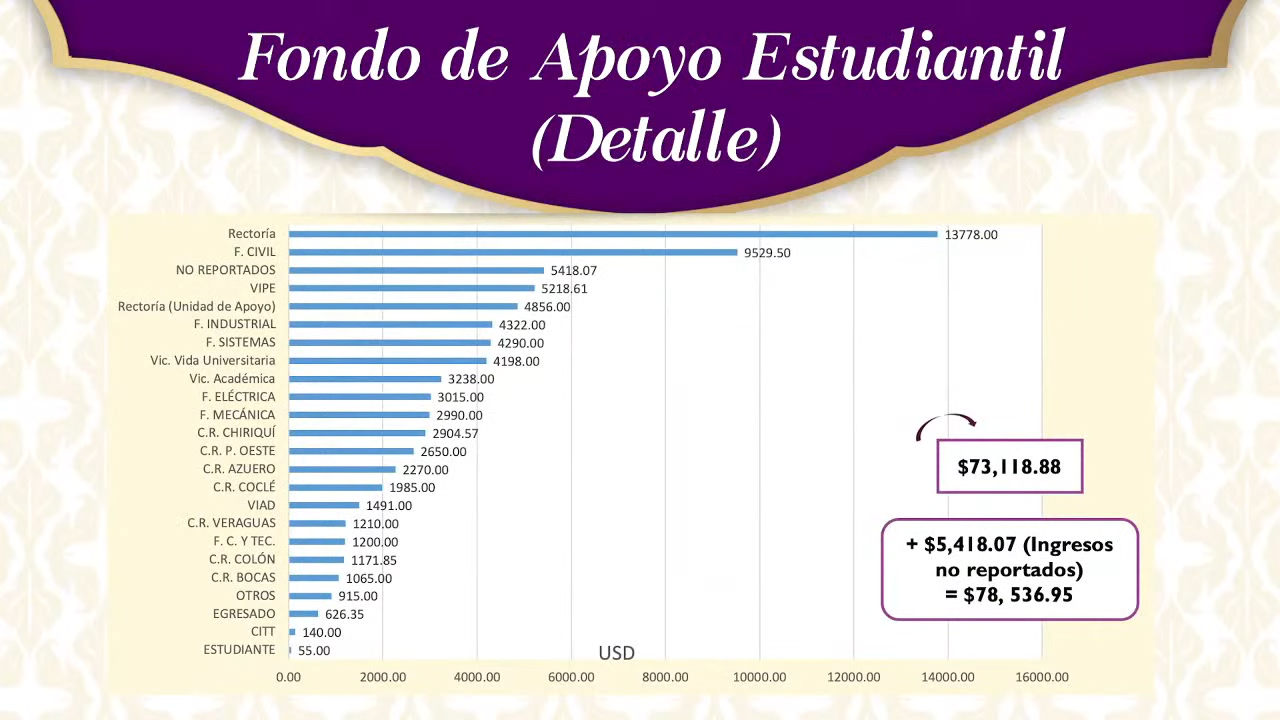 Fondo de Apoyo Estudiantil
(Detalle)
Rectoría 13778.00
F. CIVIL 9529.50
NO REPORTADOS 5418.07
VIPE 5218.61
Rectoría (Unidad de Apoyo) 4856.00
F. INDUSTRIAL 4322.00
F. SISTEMAS 4290.00
Vic. Vida Universitaria 4198.00
Vic. Académica 3238.00
F. ELÉCTRICA 3015.00
F. MECÁNICA 2990.00
C.R. CHIRIQUÍ 2904.57
C.R. P. OESTE 2650.00
C.R. AZUERO 2270.00
C.R. COCLÉ 1985.00
VIAD 1491.00
C.R. VERAGUAS 1210.00
F. C. Y TEC. 1200.00
C.R. COLÓN 1171.85
C.R. BOCAS 1065.00
OTROS 915.00
EGRESADO 626.35
CITT 140.00
ESTUDIANTE 55.00
USD
0.00 2000.00 4000.00 6000.00 8000.00 10000.00 12000.00 14000.00 16000.00
$73,118.88
+ $5,418.07 (Ingresos
no reportados)
= $78, 536.95